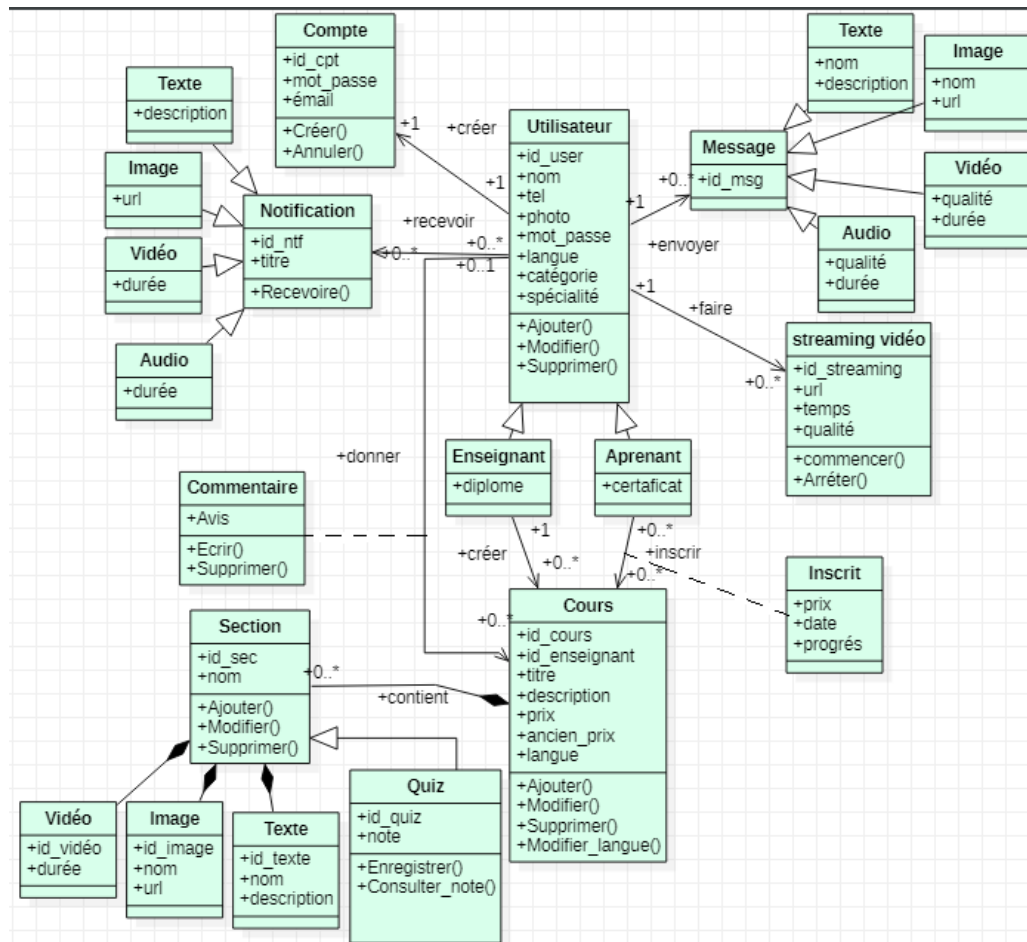 Compte
+id_cpt
+mot_passe
+émail
+Créer()
+Annuler()
Texte
+description
Image
+url
Vidéo
+durée
Audio
+durée
Notification
+id_ntf
+titre
+Recevoire()
+1
+créer
+1
+recevoir
+0..*
+0..*
+0..1
Utilisateur
+id_user
+nom
+tel
+photo
+mot_passe
+langue
+catégorie
+spécialité
+Ajouter()
+Modifier()
+Supprimer()
Texte
+nom
+description
Image
+nom
+url
Message
+id_msg
Vidéo
+qualité
+durée
Audio
+qualité
+durée
+0..*
+1
+envoyer
+1
+faire
+0..*
streaming vidéo
+id_streaming
+url
+temps
+qualité
+commencer()
+Arréter()
Enseignant
+diplome
Aprenant
+certaficat
+donner
Commentaire
+Avis
+Ecrir()
+Supprimer()
+1
+créer
+0..*
+0..*
+inscrir
+0..*
Inscrit
+prix
+date
+progrés
Cours
+id_cours
+id_enseignant
+titre
+description
+prix
+ancien_prix
+langue
+Ajouter()
+Modifier()
+Supprimer()
+Modifier_langue()
+0..*
Section
+id_sec
+nom
+Ajouter()
+Modifier()
+Supprimer()
+0..*
+contient
Vidéo
+id_vidéo
+durée
Image
+id_image
+nom
+url
Texte
+id_texte
+nom
+description
Quiz
+id_quiz
+note
+Enregistrer()
+Consulter_note()